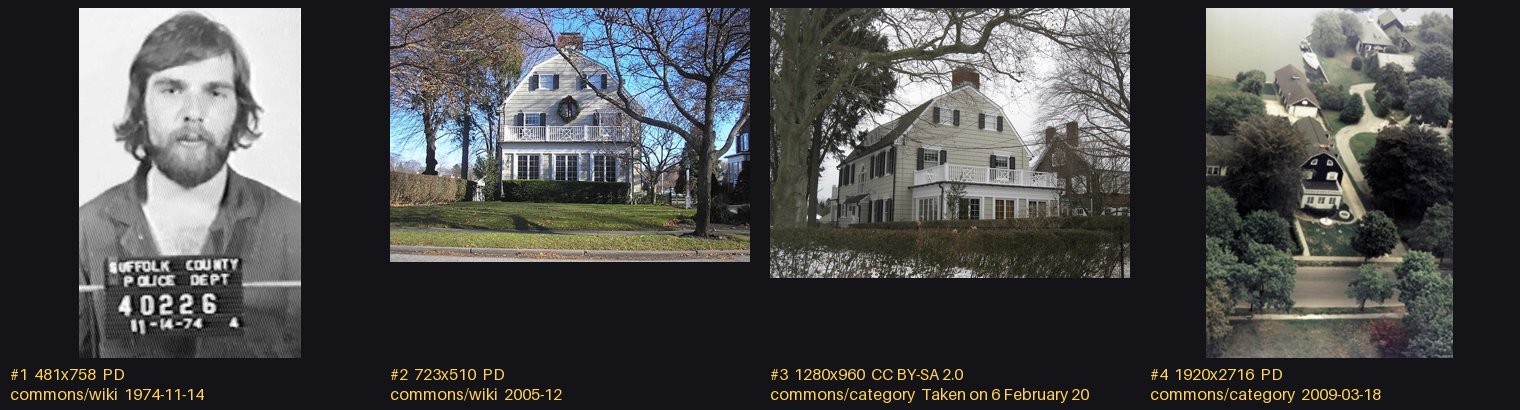 SUFFOLK COUNTY
POLICE DEPT
40226
11-14-74 4
#1 481x758 PD
commons/wiki 1974-11-14
#2 723x510 PD
commons/wiki 2005-12
#3 1280x960 CC BY-SA 2.0
commons/category Taken on 6 February 20
#4 1920x2716 PD
commons/category 2009-03-18